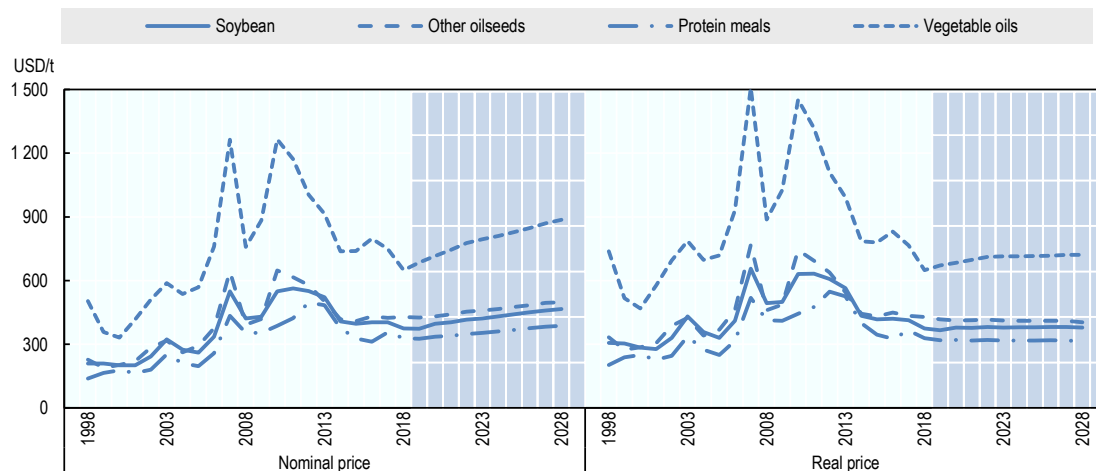 Soybean Other oilseeds Protein meals Vegetable oils
USD/t
1 500
1 200
900
600
300
0
1998 2003 2008 2013 2018 2023 2028 1998 2003 2008 2013 2018 2023 2028
Nominal price Real price